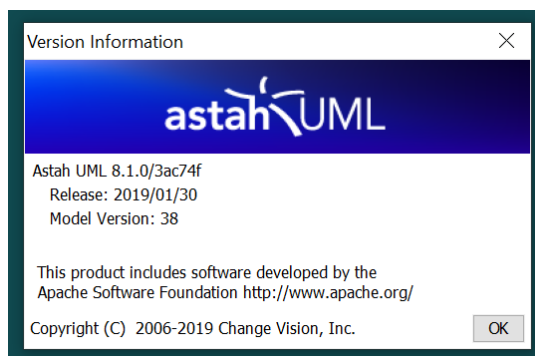 Version Information
astah UML
Astah UML 8.1.0/3ac74f
Release: 2019/01/30
Model Version: 38
This product includes software developed by the
Apache Software Foundation http://www.apache.org/
Copyright (C) 2006-2019 Change Vision, Inc.
OK